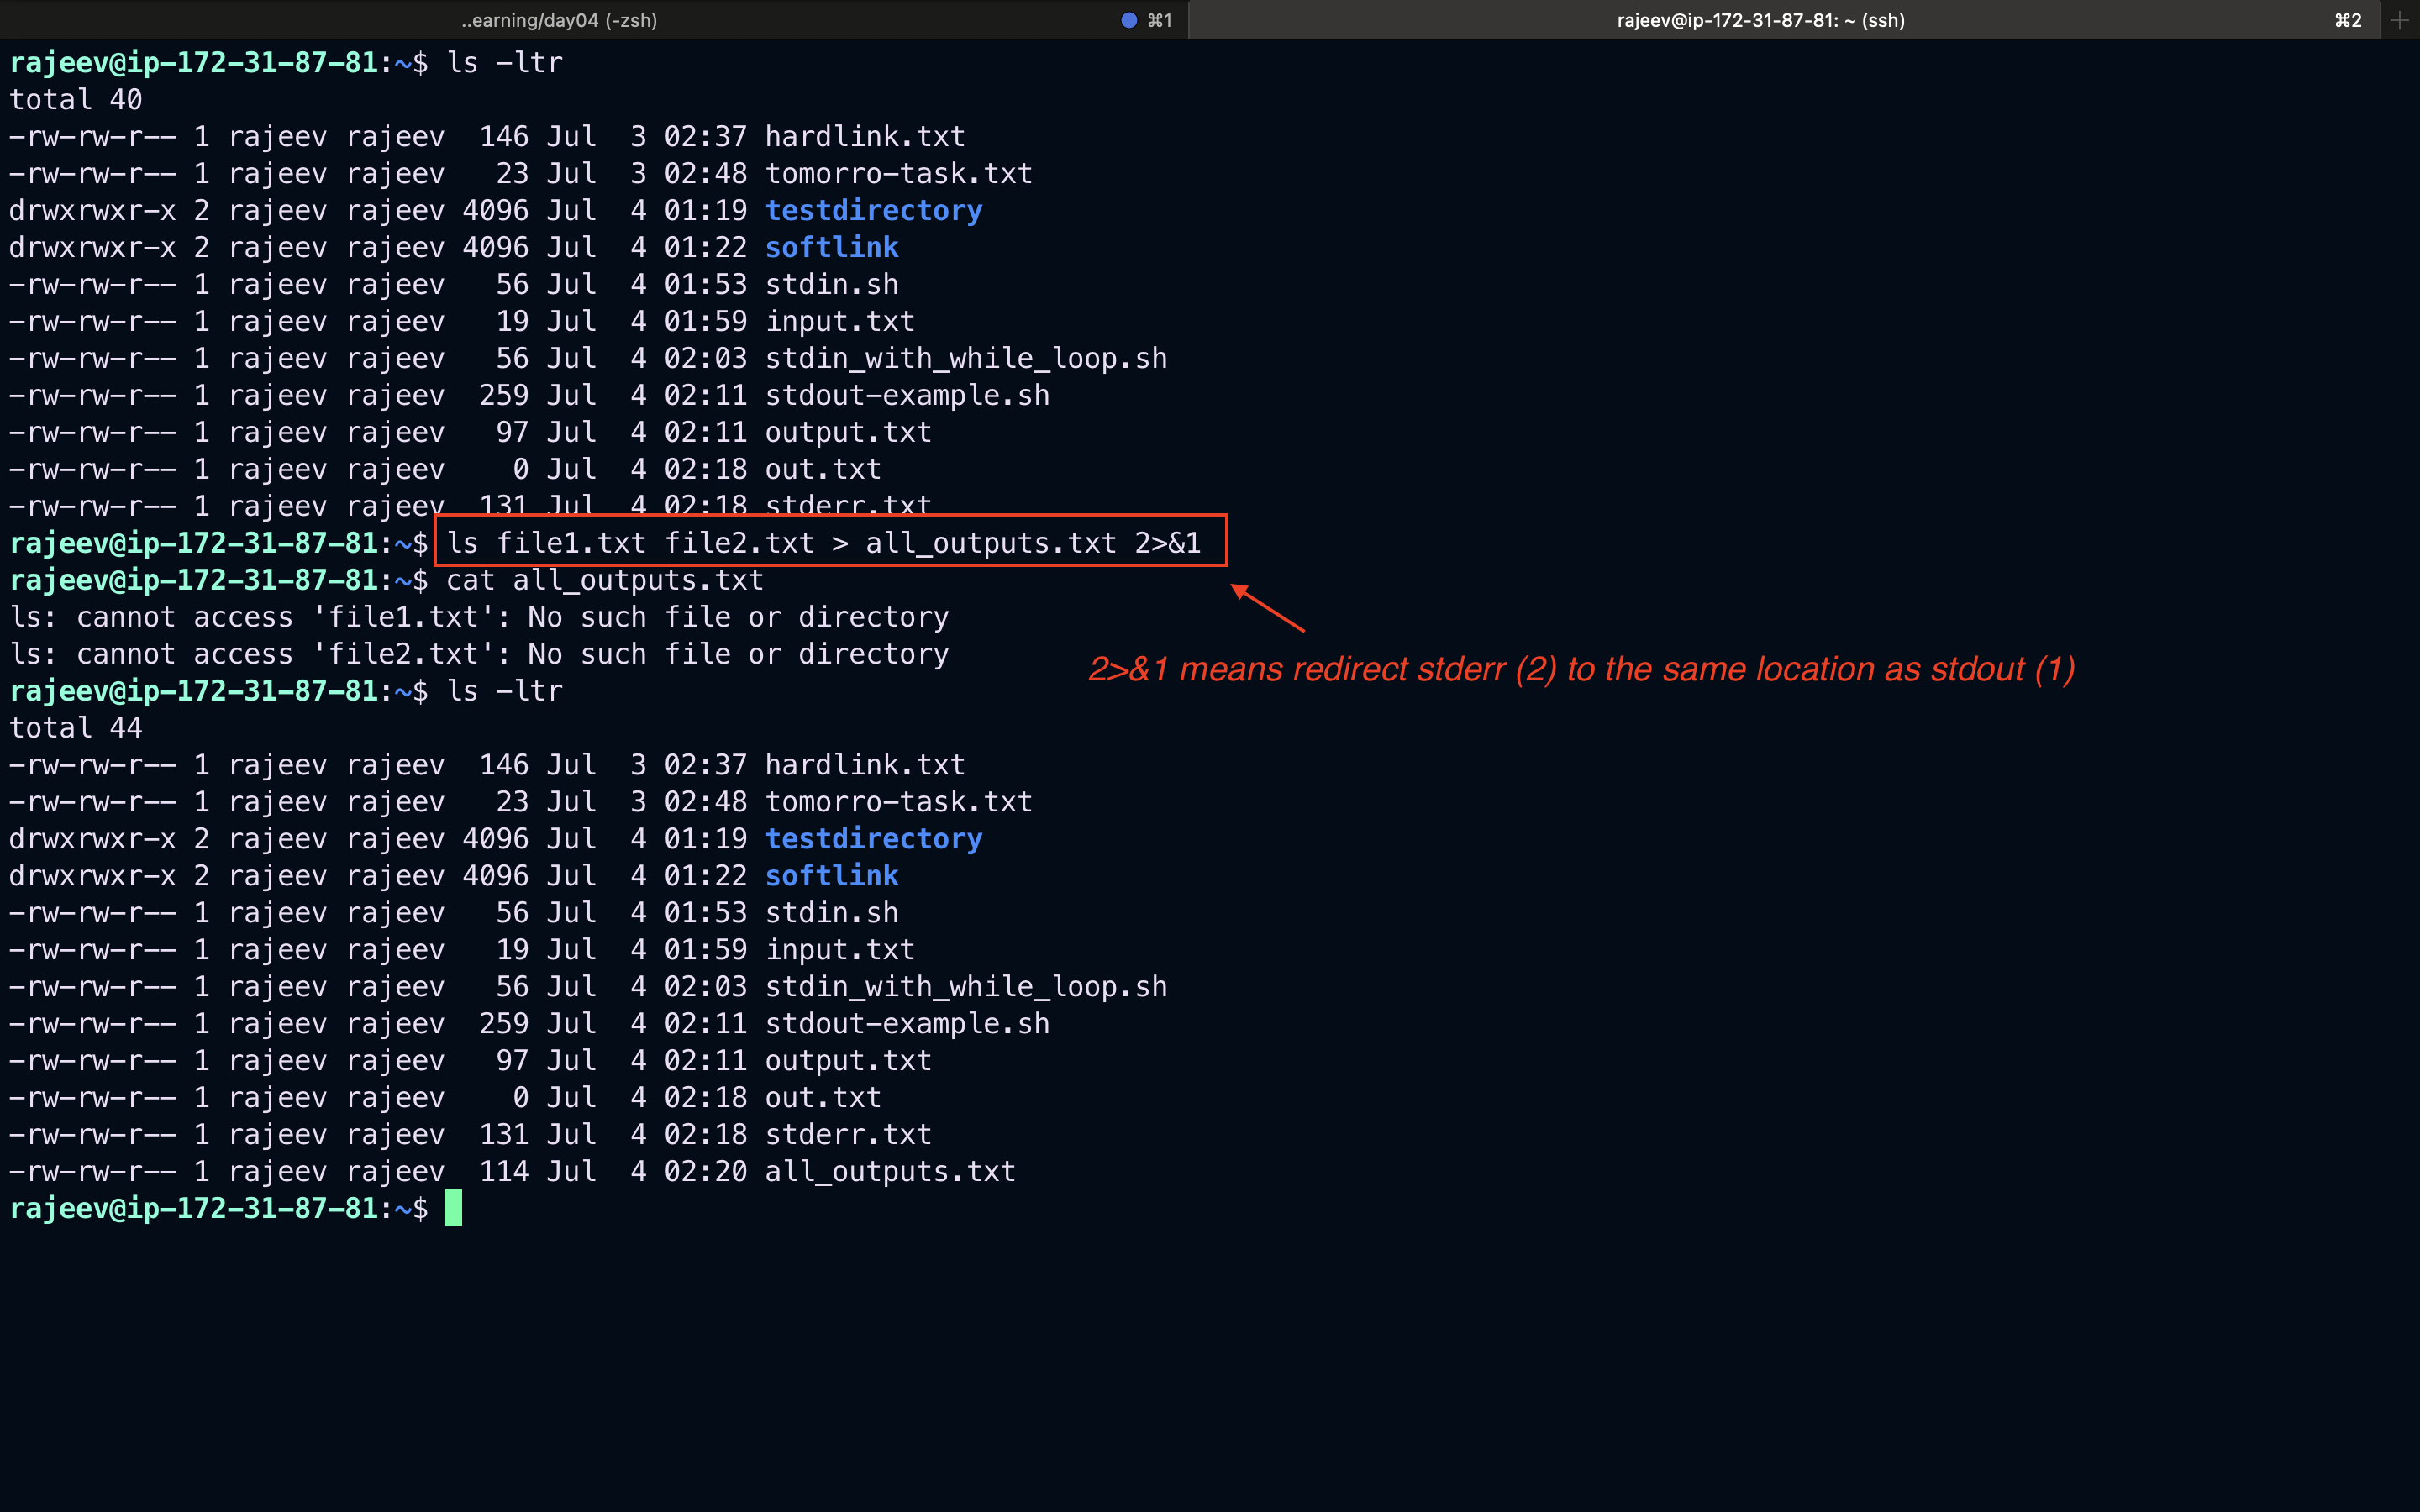 ..earning/day04 (-zsh) ⌘1 rajeev@ip-172-31-87-81: ~ (ssh) ⌘2
rajeev@ip-172-31-87-81:~$ ls -ltr
total 40
-rw-rw-r-- 1 rajeev rajeev  146 Jul  3 02:37 hardlink.txt
-rw-rw-r-- 1 rajeev rajeev   23 Jul  3 02:48 tomorro-task.txt
drwxrwxr-x 2 rajeev rajeev 4096 Jul  4 01:19 testdirectory
drwxrwxr-x 2 rajeev rajeev 4096 Jul  4 01:22 softlink
-rw-rw-r-- 1 rajeev rajeev   56 Jul  4 01:53 stdin.sh
-rw-rw-r-- 1 rajeev rajeev   19 Jul  4 01:59 input.txt
-rw-rw-r-- 1 rajeev rajeev   56 Jul  4 02:03 stdin_with_while_loop.sh
-rw-rw-r-- 1 rajeev rajeev  259 Jul  4 02:11 stdout-example.sh
-rw-rw-r-- 1 rajeev rajeev   97 Jul  4 02:11 output.txt
-rw-rw-r-- 1 rajeev rajeev    0 Jul  4 02:18 out.txt
-rw-rw-r-- 1 rajeev rajeev  131 Jul  4 02:18 stderr.txt
rajeev@ip-172-31-87-81:~$ ls file1.txt file2.txt > all_outputs.txt 2>&1
rajeev@ip-172-31-87-81:~$ cat all_outputs.txt
ls: cannot access 'file1.txt': No such file or directory
ls: cannot access 'file2.txt': No such file or directory
2>&1 means redirect stderr (2) to the same location as stdout (1)
rajeev@ip-172-31-87-81:~$ ls -ltr
total 44
-rw-rw-r-- 1 rajeev rajeev  146 Jul  3 02:37 hardlink.txt
-rw-rw-r-- 1 rajeev rajeev   23 Jul  3 02:48 tomorro-task.txt
drwxrwxr-x 2 rajeev rajeev 4096 Jul  4 01:19 testdirectory
drwxrwxr-x 2 rajeev rajeev 4096 Jul  4 01:22 softlink
-rw-rw-r-- 1 rajeev rajeev   56 Jul  4 01:53 stdin.sh
-rw-rw-r-- 1 rajeev rajeev   19 Jul  4 01:59 input.txt
-rw-rw-r-- 1 rajeev rajeev   56 Jul  4 02:03 stdin_with_while_loop.sh
-rw-rw-r-- 1 rajeev rajeev  259 Jul  4 02:11 stdout-example.sh
-rw-rw-r-- 1 rajeev rajeev   97 Jul  4 02:11 output.txt
-rw-rw-r-- 1 rajeev rajeev    0 Jul  4 02:18 out.txt
-rw-rw-r-- 1 rajeev rajeev  131 Jul  4 02:18 stderr.txt
-rw-rw-r-- 1 rajeev rajeev  114 Jul  4 02:20 all_outputs.txt
rajeev@ip-172-31-87-81:~$